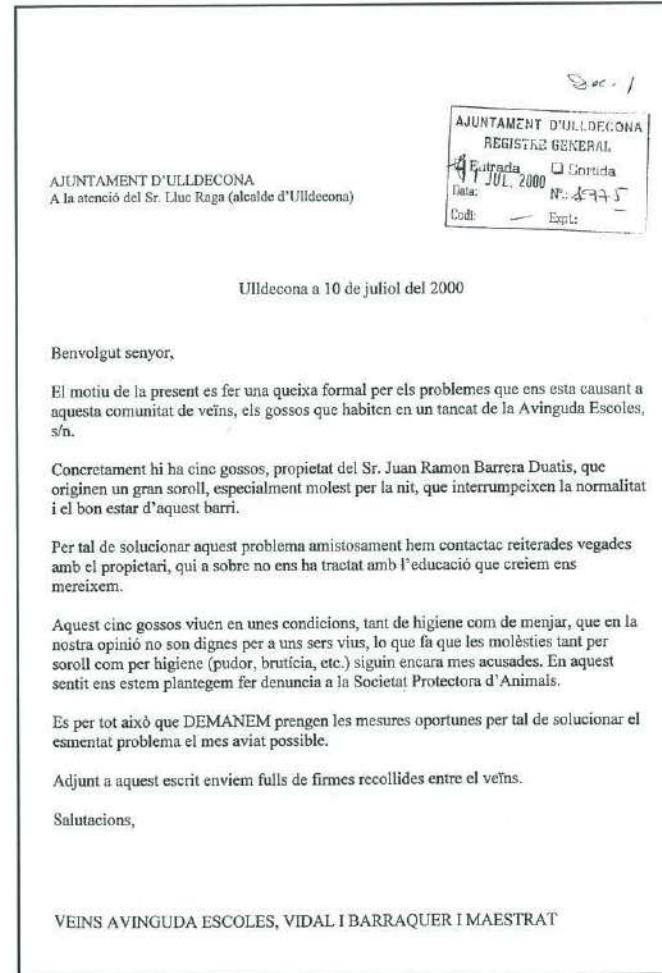 Doc. 1
AJUNTAMENT D'ULLDECONA
REGISTRE GENERAL
Entrada ❑ Sortida
Data: 11 JUL. 2000 Nº.:
Codi: — Expt.:
AJUNTAMENT D'ULLDECONA
A la atenció del Sr. Lluc Raga (alcalde d'Ulldecona)
Ulldecona a 10 de juliol del 2000
Benvolgut senyor,
El motiu de la present es fer una queixa formal per els problemes que ens esta causant a
aquesta comunitat de veïns, els gossos que habiten en un tancat de la Avinguda Escoles,
s/n.
Concretament hi ha cinc gossos, propietat del Sr. Juan Ramon Barrera Duatis, que
originen un gran soroll, especialment molest per la nit, que interrumpeixen la normalitat
i el bon estar d'aquest barri.
Per tal de solucionar aquest problema amistosament hem contactac reiterades vegades
amb el propietari, qui a sobre no ens ha tractat amb l'educació que creiem ens
mereixem.
Aquest cinc gossos viuen en unes condicions, tant de higiene com de menjar, que en la
nostra opinió no son dignes per a uns sers vius, lo que fa que les molèsties tant per
soroll com per higiene (pudor, brutícia, etc.) siguin encara mes acusades. En aquest
sentit ens estem plantegem fer denuncia a la Societat Protectora d'Animals.
Es per tot això que DEMANEM prengen les mesures oportunes per tal de solucionar el
esmentat problema el mes aviat possible.
Adjunt a aquest escrit enviem fulls de firmes recollides entre el veïns.
Salutacions,
VEINS AVINGUDA ESCOLES, VIDAL I BARRAQUER I MAESTRAT